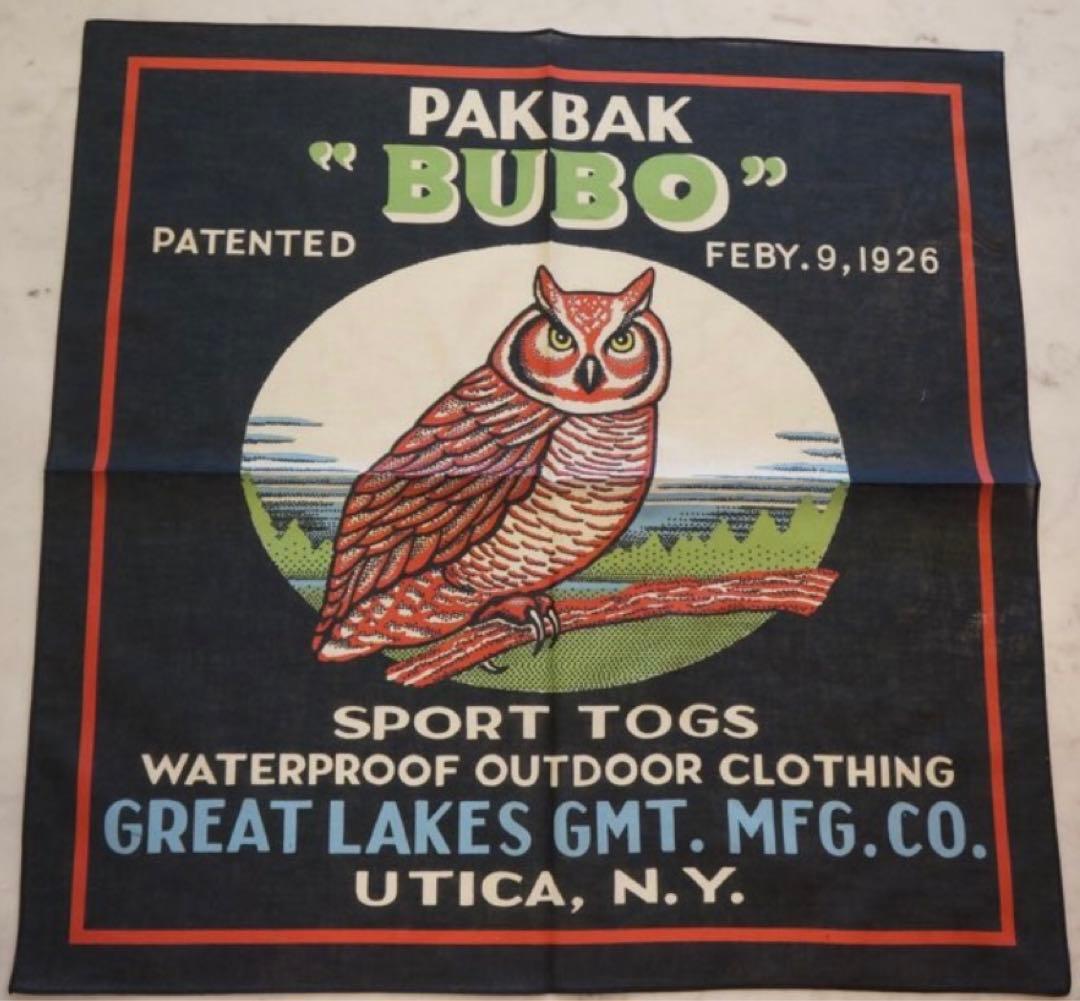 PAKBAK
“BUBO”
PATENTED FEBY. 9, 1926
SPORT TOGS
WATERPROOF OUTDOOR CLOTHING
GREAT LAKES GMT. MFG. CO.
UTICA, N.Y.